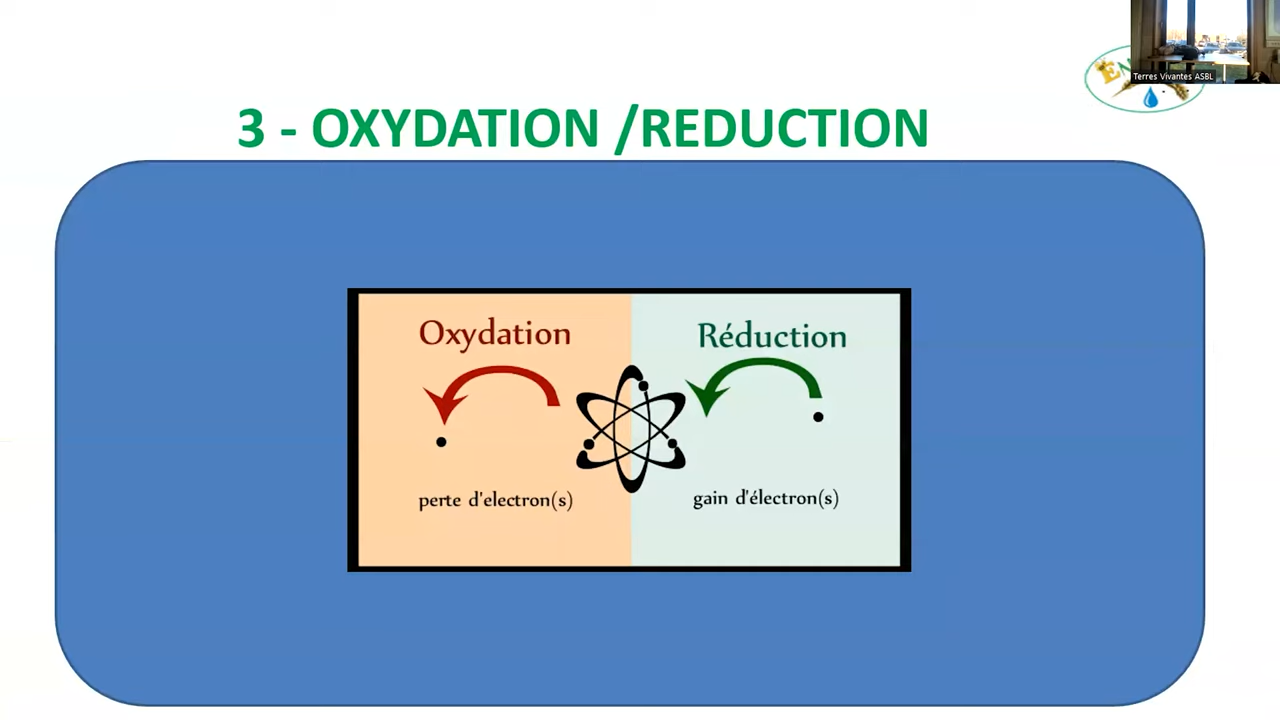 Terres Vivantes ASBL
3 - OXYDATION /REDUCTION
Oxydation
Réduction
perte d'electron(s)
gain d'électron(s)